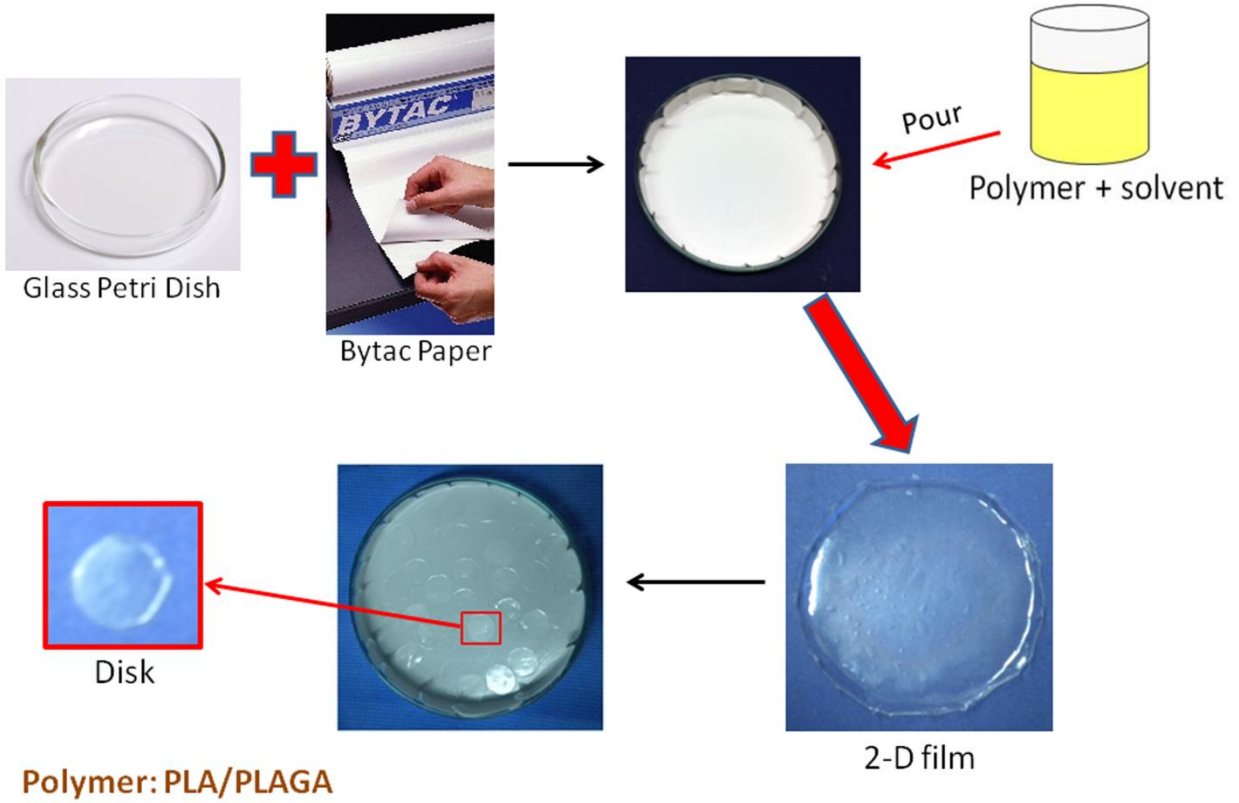 BYTAC
Pour
Polymer + solvent
Glass Petri Dish
Bytac Paper
Disk
2-D film
Polymer: PLA/PLAGA